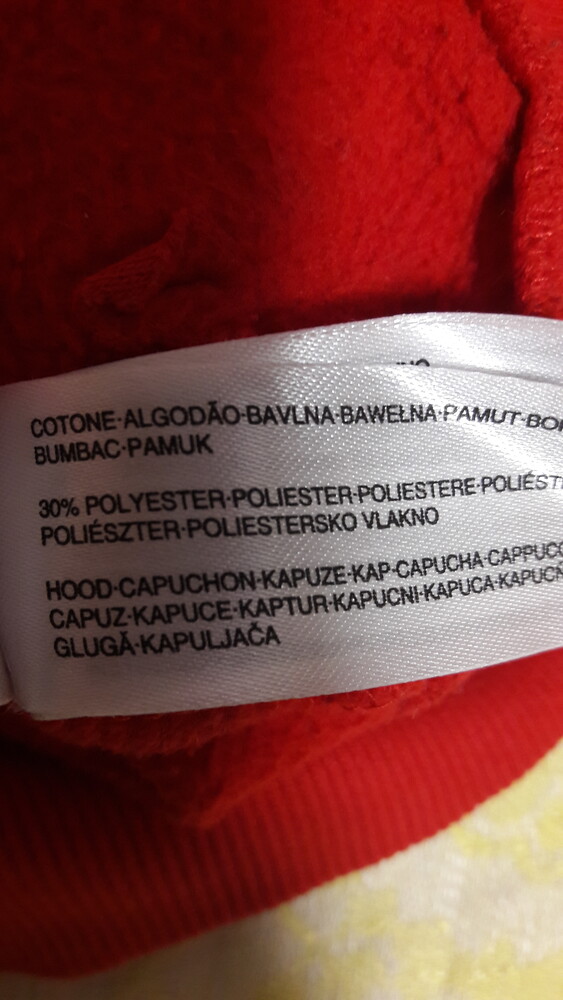 COTONE·ALGODÃO·BAVLNA·BAWEŁNA·PAMUT·
BUMBAC·PAMUK
30% POLYESTER·POLIESTER·POLIESTERE·
POLIÉSZTER·POLIESTERSKO VLAKNO
HOOD·CAPUCHON·KAPUZE·KAP·CAPUCHA·
CAPUZ·KAPUCE·KAPTUR·KAPUCNI·KAPUCA·
GLUGĂ·KAPULJAČA